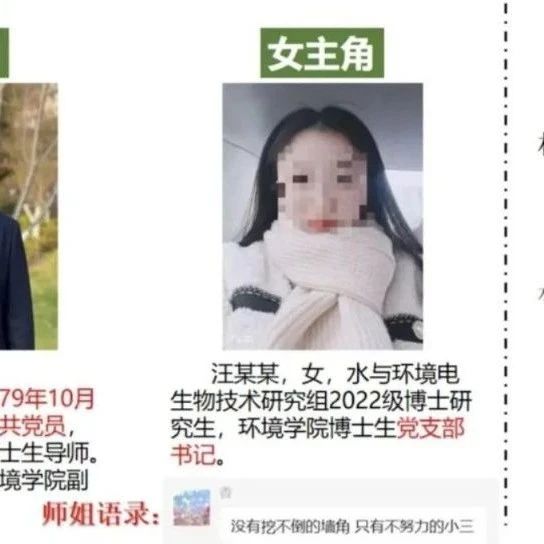 女主角
汪某某，女，水与环境电
生物技术研究组2022级博士研
究生，环境学院博士生党支部
书记。
79年10月
共党员，
士生导师。
境学院副
师姐语录：
香
没有挖不倒的墙角 只有不努力的小三